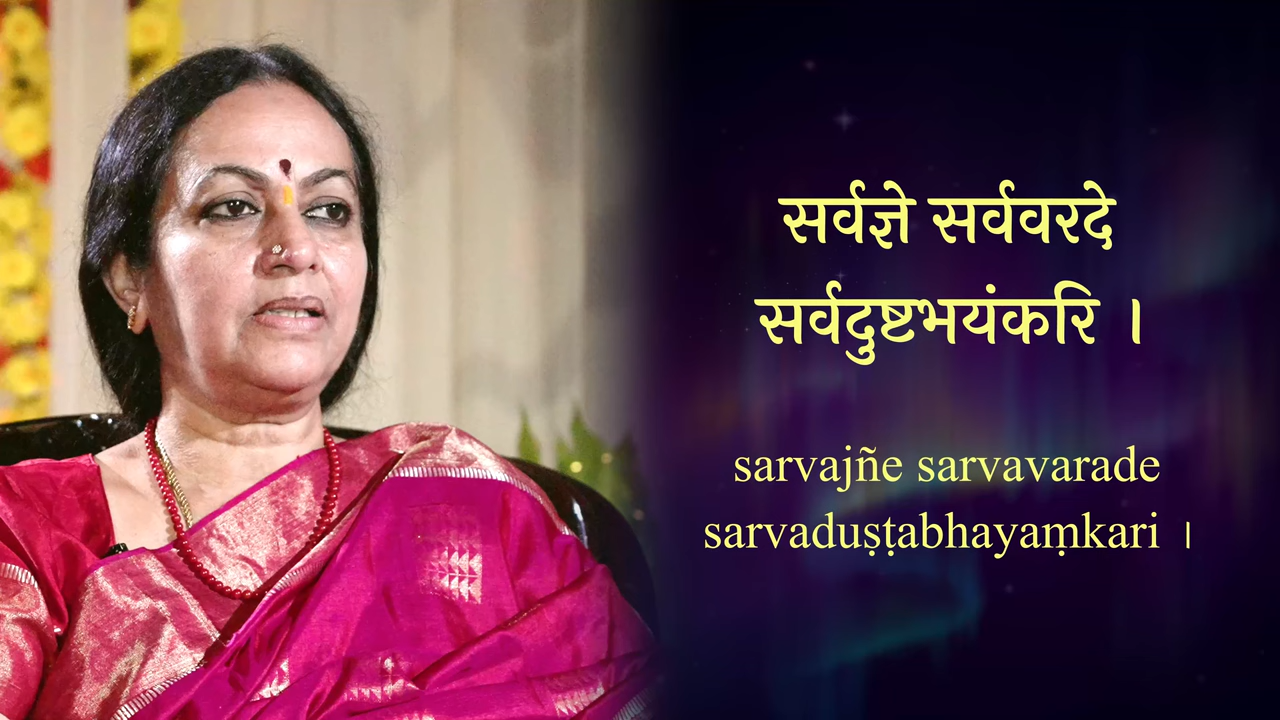 सर्वज्ञे सर्ववरदे
सर्वदुष्टभयंकरि ।
sarvajñe sarvavarade
sarvaduṣṭabhayaṃkari ।